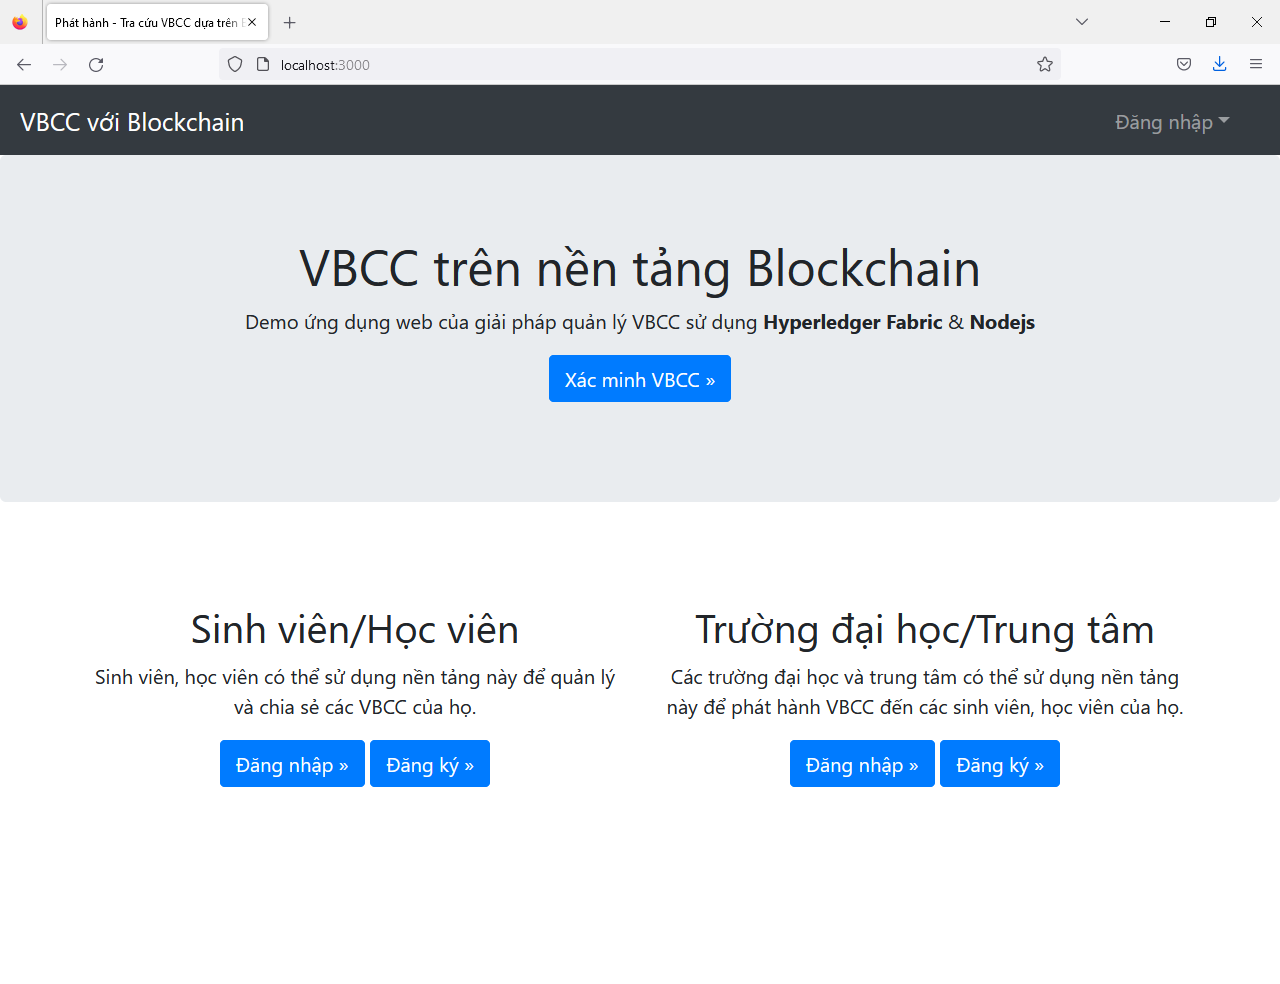 Phát hành - Tra cứu VBCC dựa trên
localhost:3000
VBCC với Blockchain
Đăng nhập
VBCC trên nền tảng Blockchain
Demo ứng dụng web của giải pháp quản lý VBCC sử dụng Hyperledger Fabric & Nodejs
Xác minh VBCC »
Sinh viên/Học viên
Sinh viên, học viên có thể sử dụng nền tảng này để quản lý
và chia sẻ các VBCC của họ.
Đăng nhập » Đăng ký »
Trường đại học/Trung tâm
Các trường đại học và trung tâm có thể sử dụng nền tảng
này để phát hành VBCC đến các sinh viên, học viên của họ.
Đăng nhập » Đăng ký »